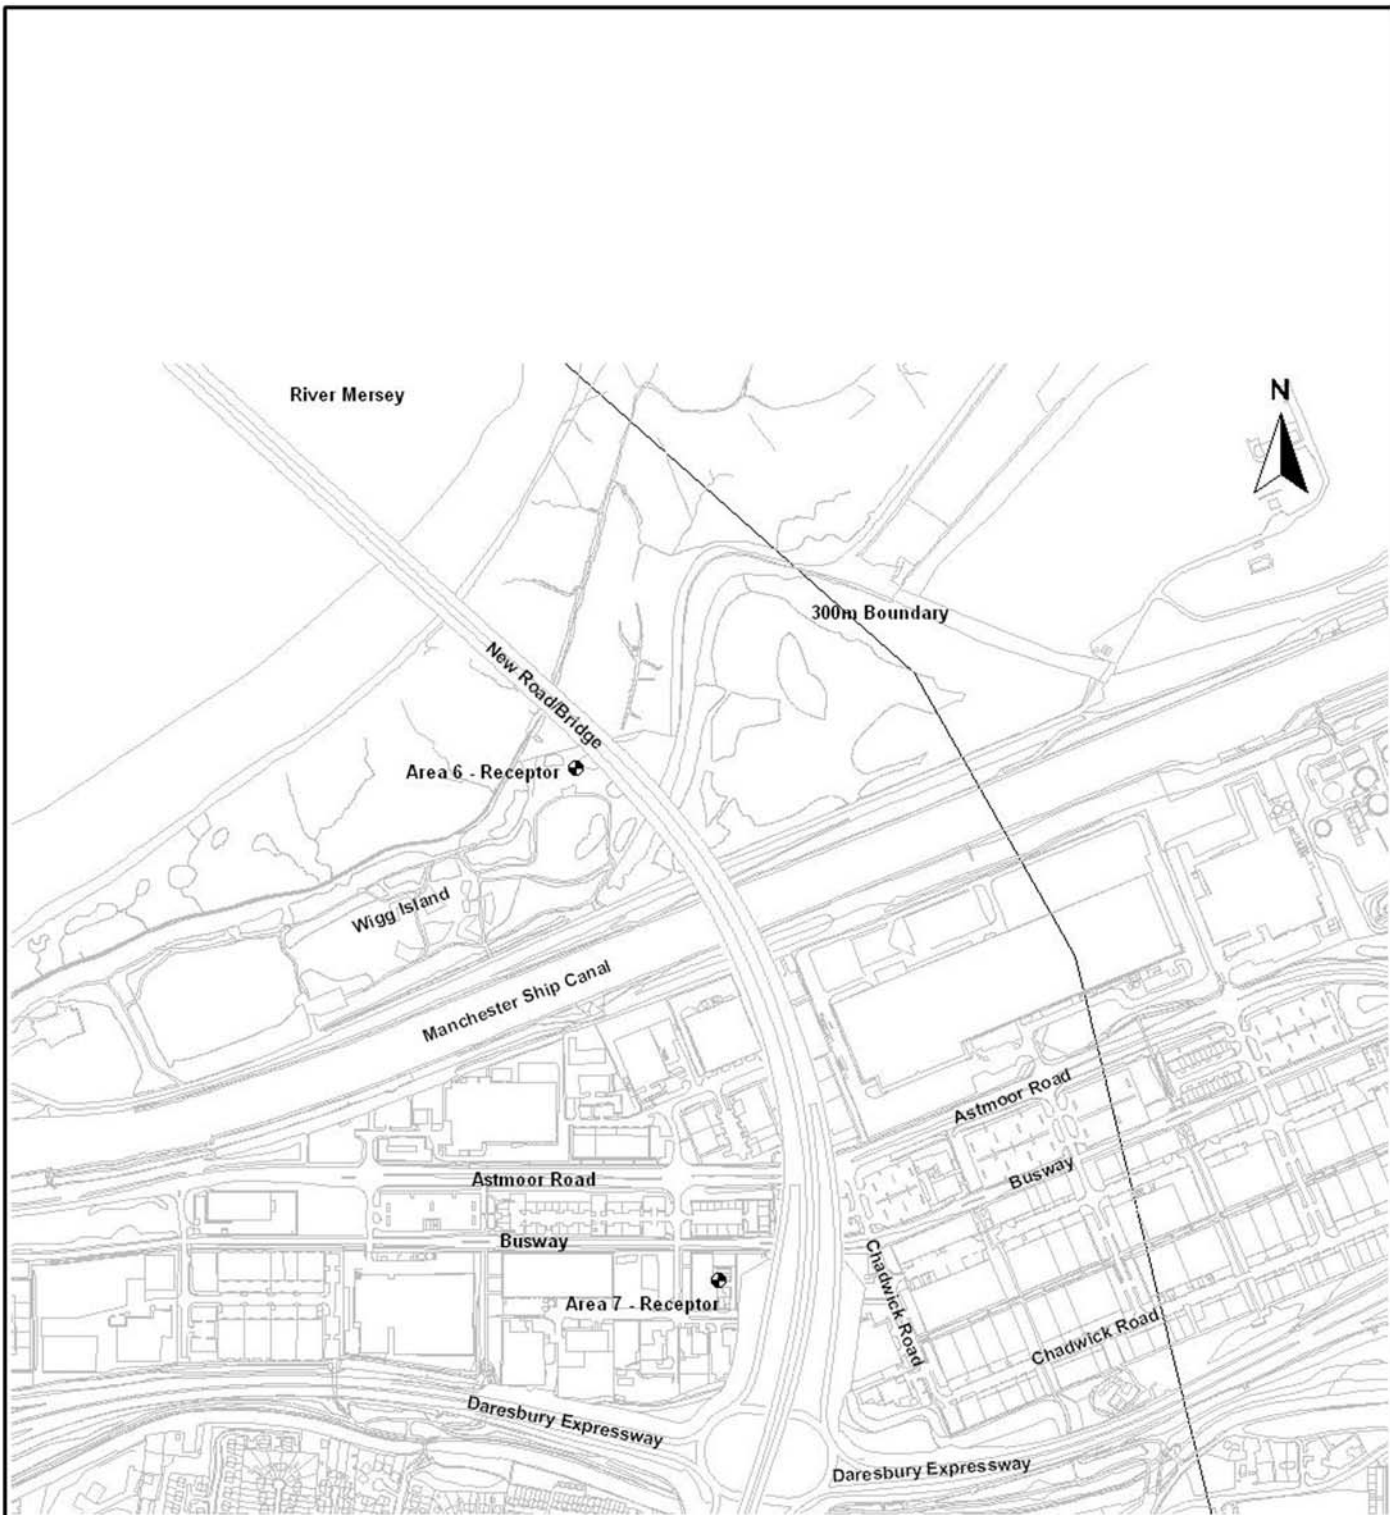 River Mersey
N
300m Boundary
New Road/Bridge
Area 6 - Receptor
Wigg Island
Manchester Ship Canal
Astmoor Road
Astmoor Road
Busway
Busway
Chadwick Road
Area 7 - Receptor
Chadwick Road
Daresbury Expressway
Daresbury Expressway